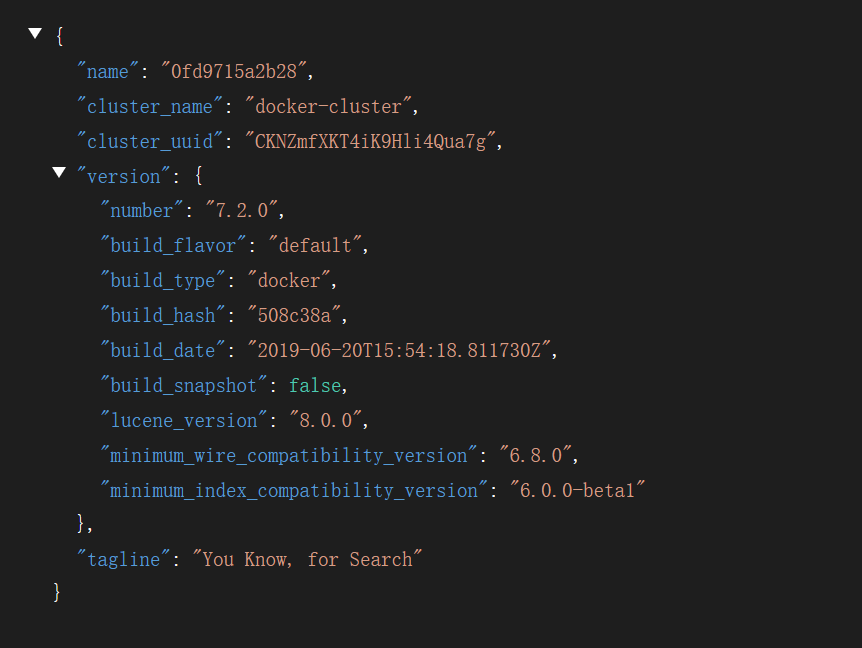 {
"name": "0fd9715a2b28",
"cluster_name": "docker-cluster",
"cluster_uuid": "CKNZmfXKT4iK9Hli4Qua7g",
"version": {
"number": "7.2.0",
"build_flavor": "default",
"build_type": "docker",
"build_hash": "508c38a",
"build_date": "2019-06-20T15:54:18.811730Z",
"build_snapshot": false,
"lucene_version": "8.0.0",
"minimum_wire_compatibility_version": "6.8.0",
"minimum_index_compatibility_version": "6.0.0-beta1"
},
"tagline": "You Know, for Search"
}